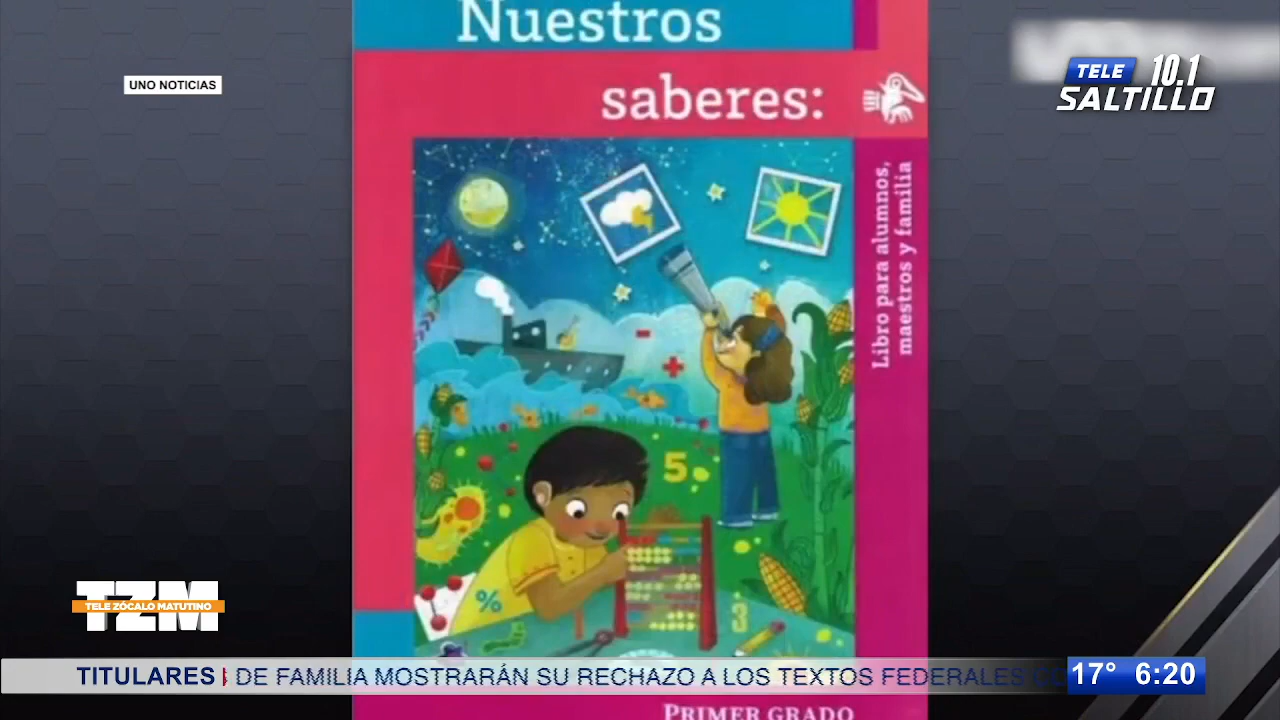 Nuestros
saberes:
UNO NOTICIAS
TELE 10.1
SALTILLO
Libro para alumnos,
maestros y familia
5
%
3
TZM
TELE ZÓCALO MATUTINO
TITULARES DE FAMILIA MOSTRARÁN SU RECHAZO A LOS TEXTOS FEDERALES
17° 6:20
PRIMER GRADO